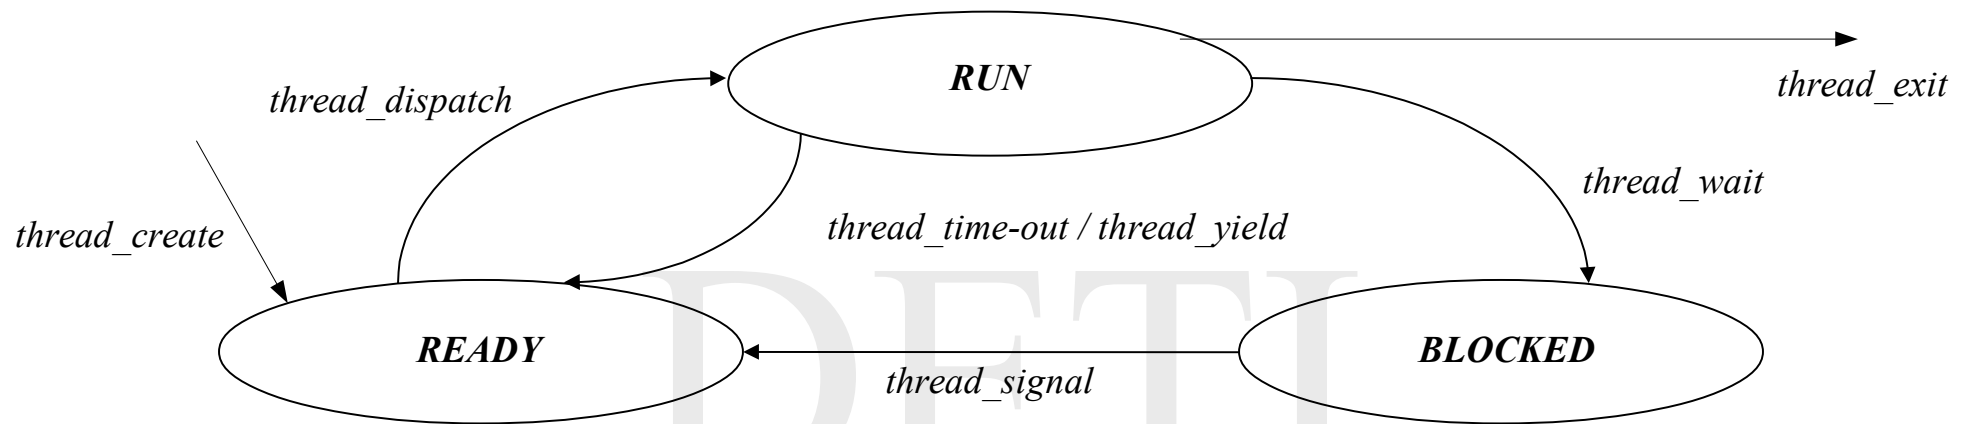 RUN
thread_exit
thread_dispatch
thread_wait
thread_create
thread_time-out / thread_yield
READY
BLOCKED
thread_signal
DETI